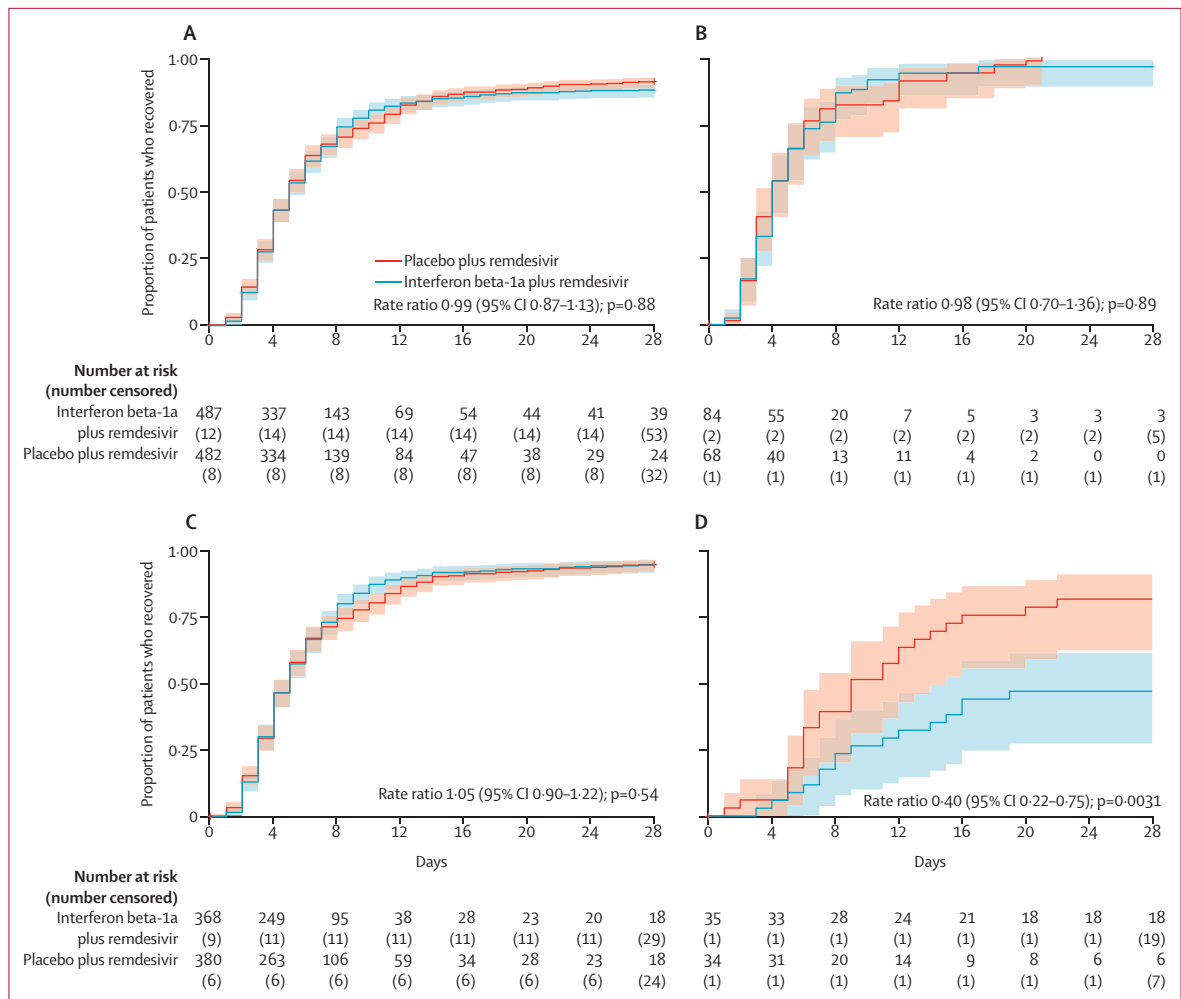 A
B
1·00
0·75
0·50
0·25
0
Proportion of patients who recovered
Placebo plus remdesivir
Interferon beta-1a plus remdesivir
Rate ratio 0·99 (95% CI 0·87–1·13); p=0·88
Rate ratio 0·98 (95% CI 0·70–1·36); p=0·89
0 4 8 12 16 20 24 28 0 4 8 12 16 20 24 28
Number at risk
(number censored)
Interferon beta-1a 487 337 143 69 54 44 41 39 84 55 20 7 5 3 3 3
plus remdesivir (12) (14) (14) (14) (14) (14) (14) (53) (2) (2) (2) (2) (2) (2) (2) (5)
Placebo plus remdesivir 482 334 139 84 47 38 29 24 68 40 13 11 4 2 0 0
(8) (8) (8) (8) (8) (8) (8) (32) (1) (1) (1) (1) (1) (1) (1) (1)
C
D
1·00
0·75
0·50
0·25
0
Proportion of patients who recovered
Rate ratio 1·05 (95% CI 0·90–1·22); p=0·54
Rate ratio 0·40 (95% CI 0·22–0·75); p=0·0031
0 4 8 12 16 20 24 28 0 4 8 12 16 20 24 28
Days Days
Number at risk
(number censored)
Interferon beta-1a 368 249 95 38 28 23 20 18 35 33 28 24 21 18 18 18
plus remdesivir (9) (11) (11) (11) (11) (11) (11) (29) (1) (1) (1) (1) (1) (1) (1) (19)
Placebo plus remdesivir 380 263 106 59 34 28 23 18 34 31 20 14 9 8 6 6
(6) (6) (6) (6) (6) (6) (6) (24) (1) (1) (1) (1) (1) (1) (1) (7)